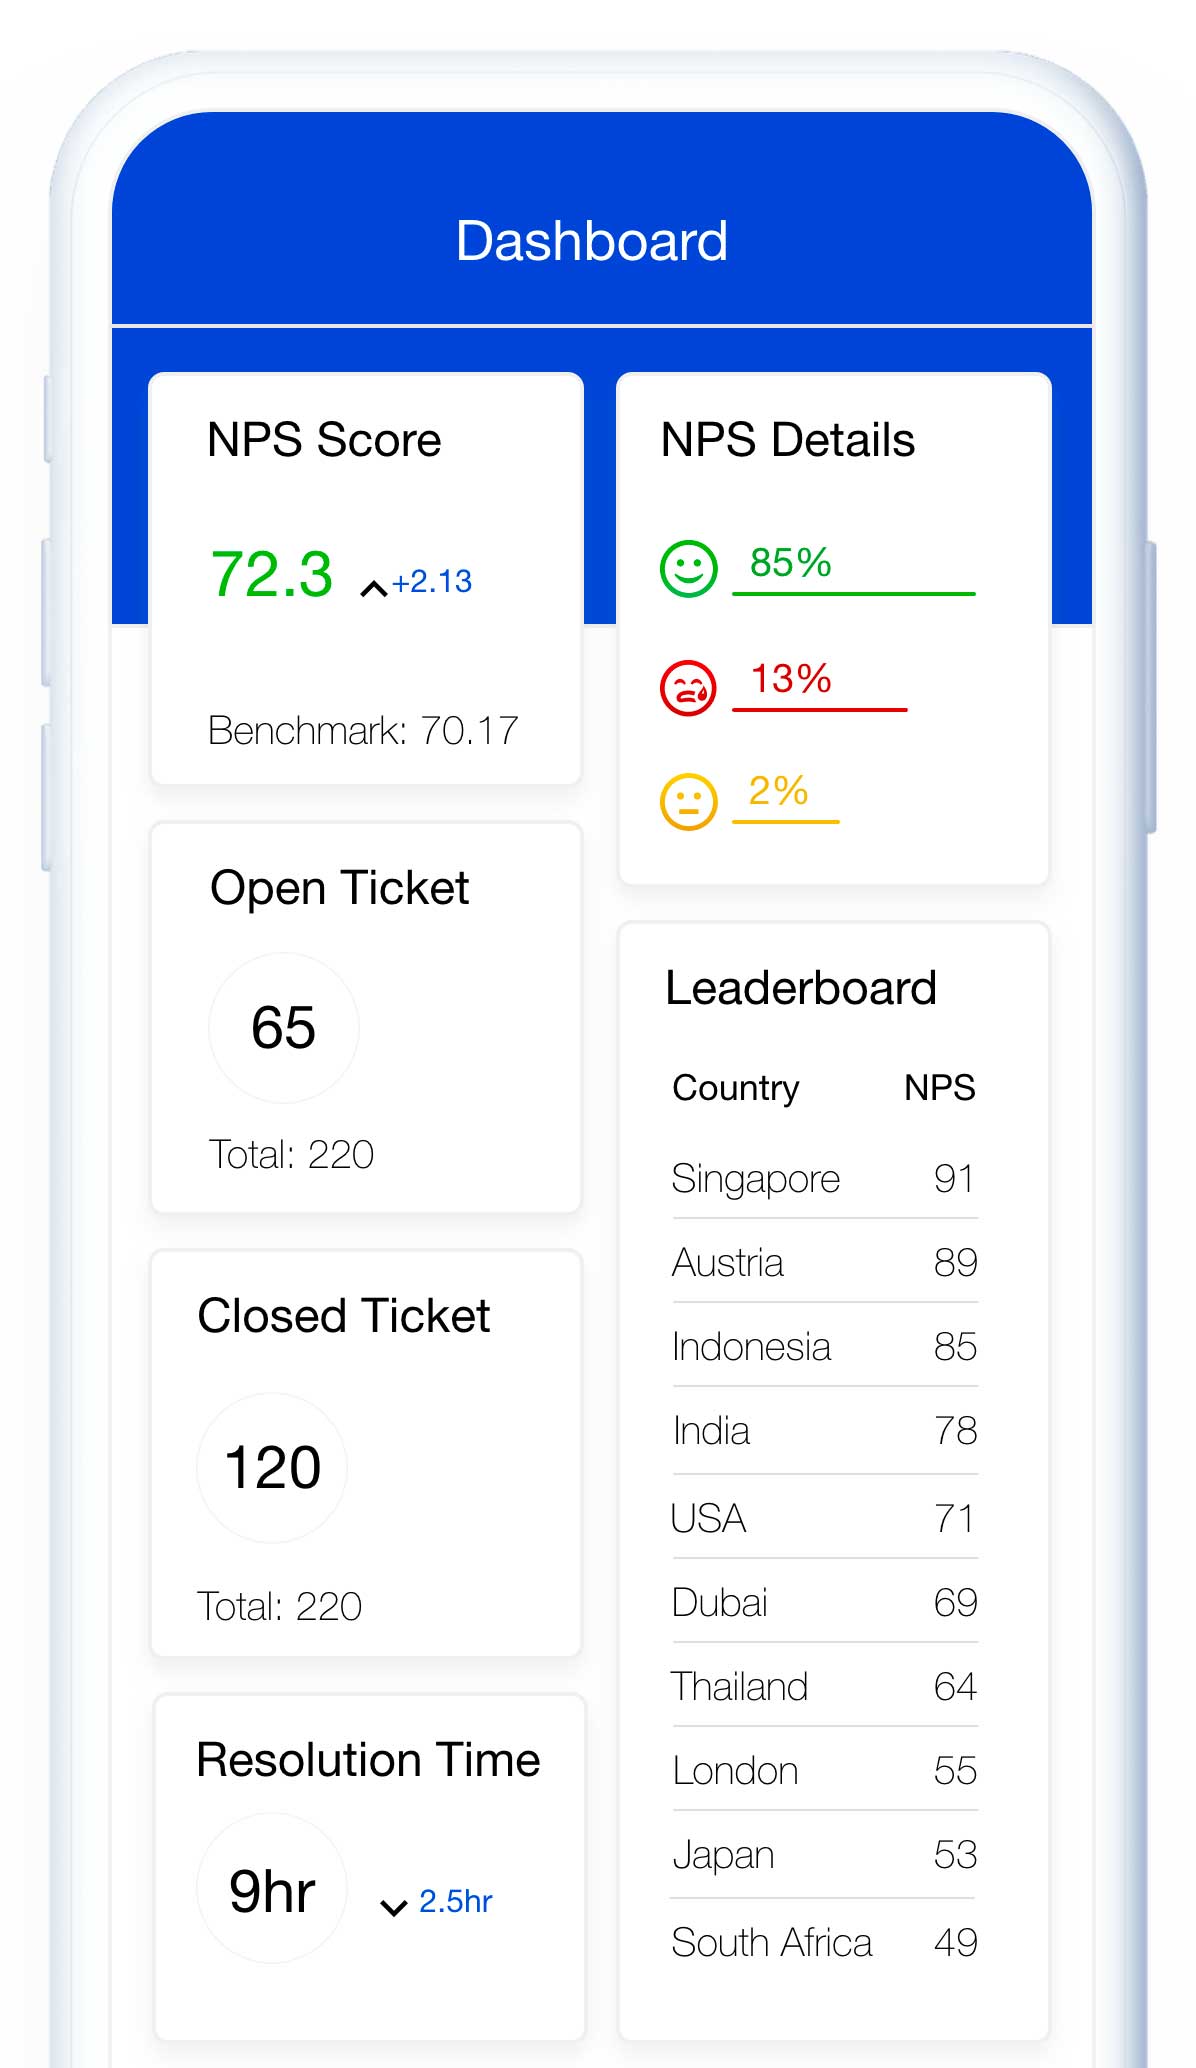 Dashboard
NPS Score
72.3 +2.13
Benchmark: 70.17
NPS Details
85%
13%
2%
Open Ticket
65
Total: 220
Closed Ticket
120
Total: 220
Resolution Time
9hr 2.5hr
Leaderboard
Country NPS
Singapore 91
Austria 89
Indonesia 85
India 78
USA 71
Dubai 69
Thailand 64
London 55
Japan 53
South Africa 49